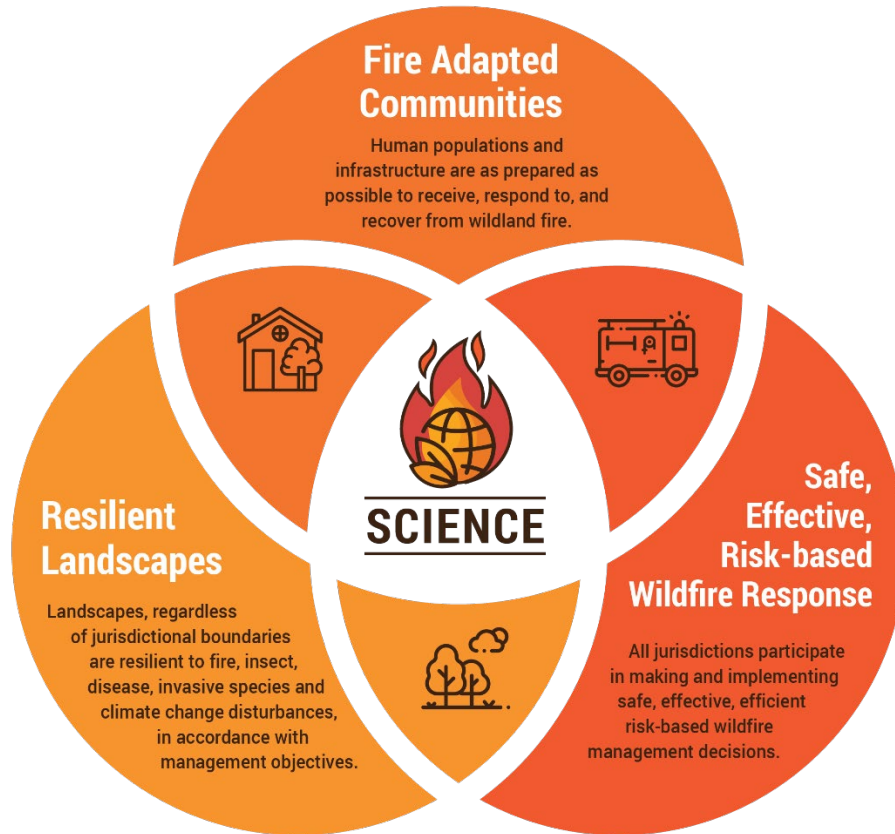 Fire Adapted
Communities
Human populations and
infrastructure are as prepared as
possible to receive, respond to, and
recover from wildland fire.
SCIENCE
Resilient
Landscapes
Landscapes, regardless
of jurisdictional boundaries
are resilient to fire, insect,
disease, invasive species and
climate change disturbances,
in accordance with
management objectives.
Safe,
Effective,
Risk-based
Wildfire Response
All jurisdictions participate
in making and implementing
safe, effective, efficient
risk-based wildfire
management decisions.